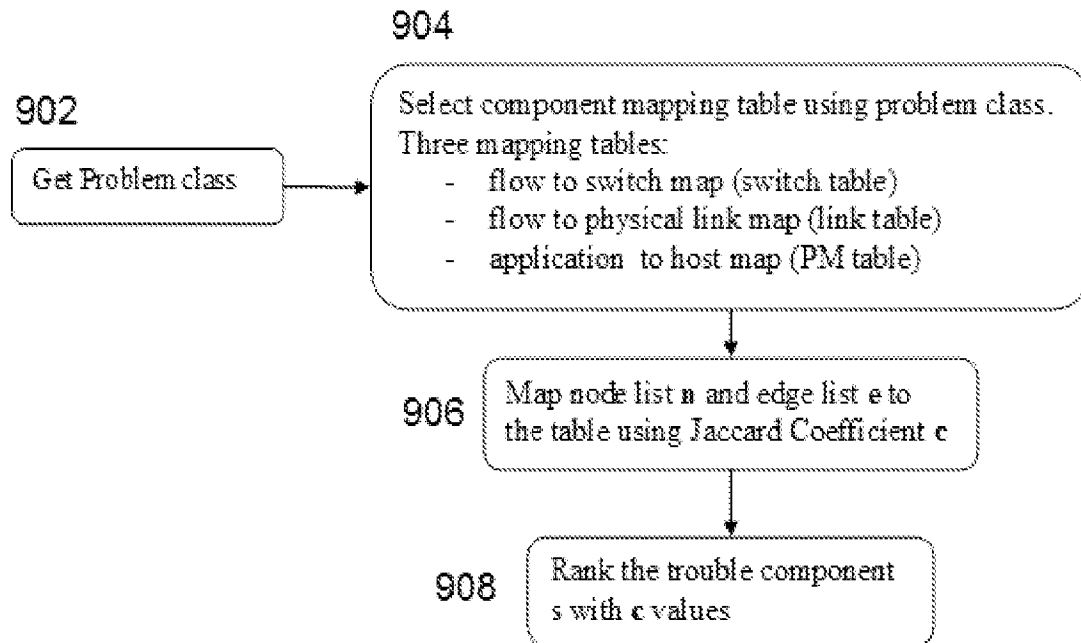 904
902
Get Problem class
Select component mapping table using problem class.
Three mapping tables:
- flow to switch map (switch table)
- flow to physical link map (link table)
- application to host map (PM table)
906
Map node list n and edge list e to
the table using Jaccard Coefficient c
908
Rank the trouble component
s with c values